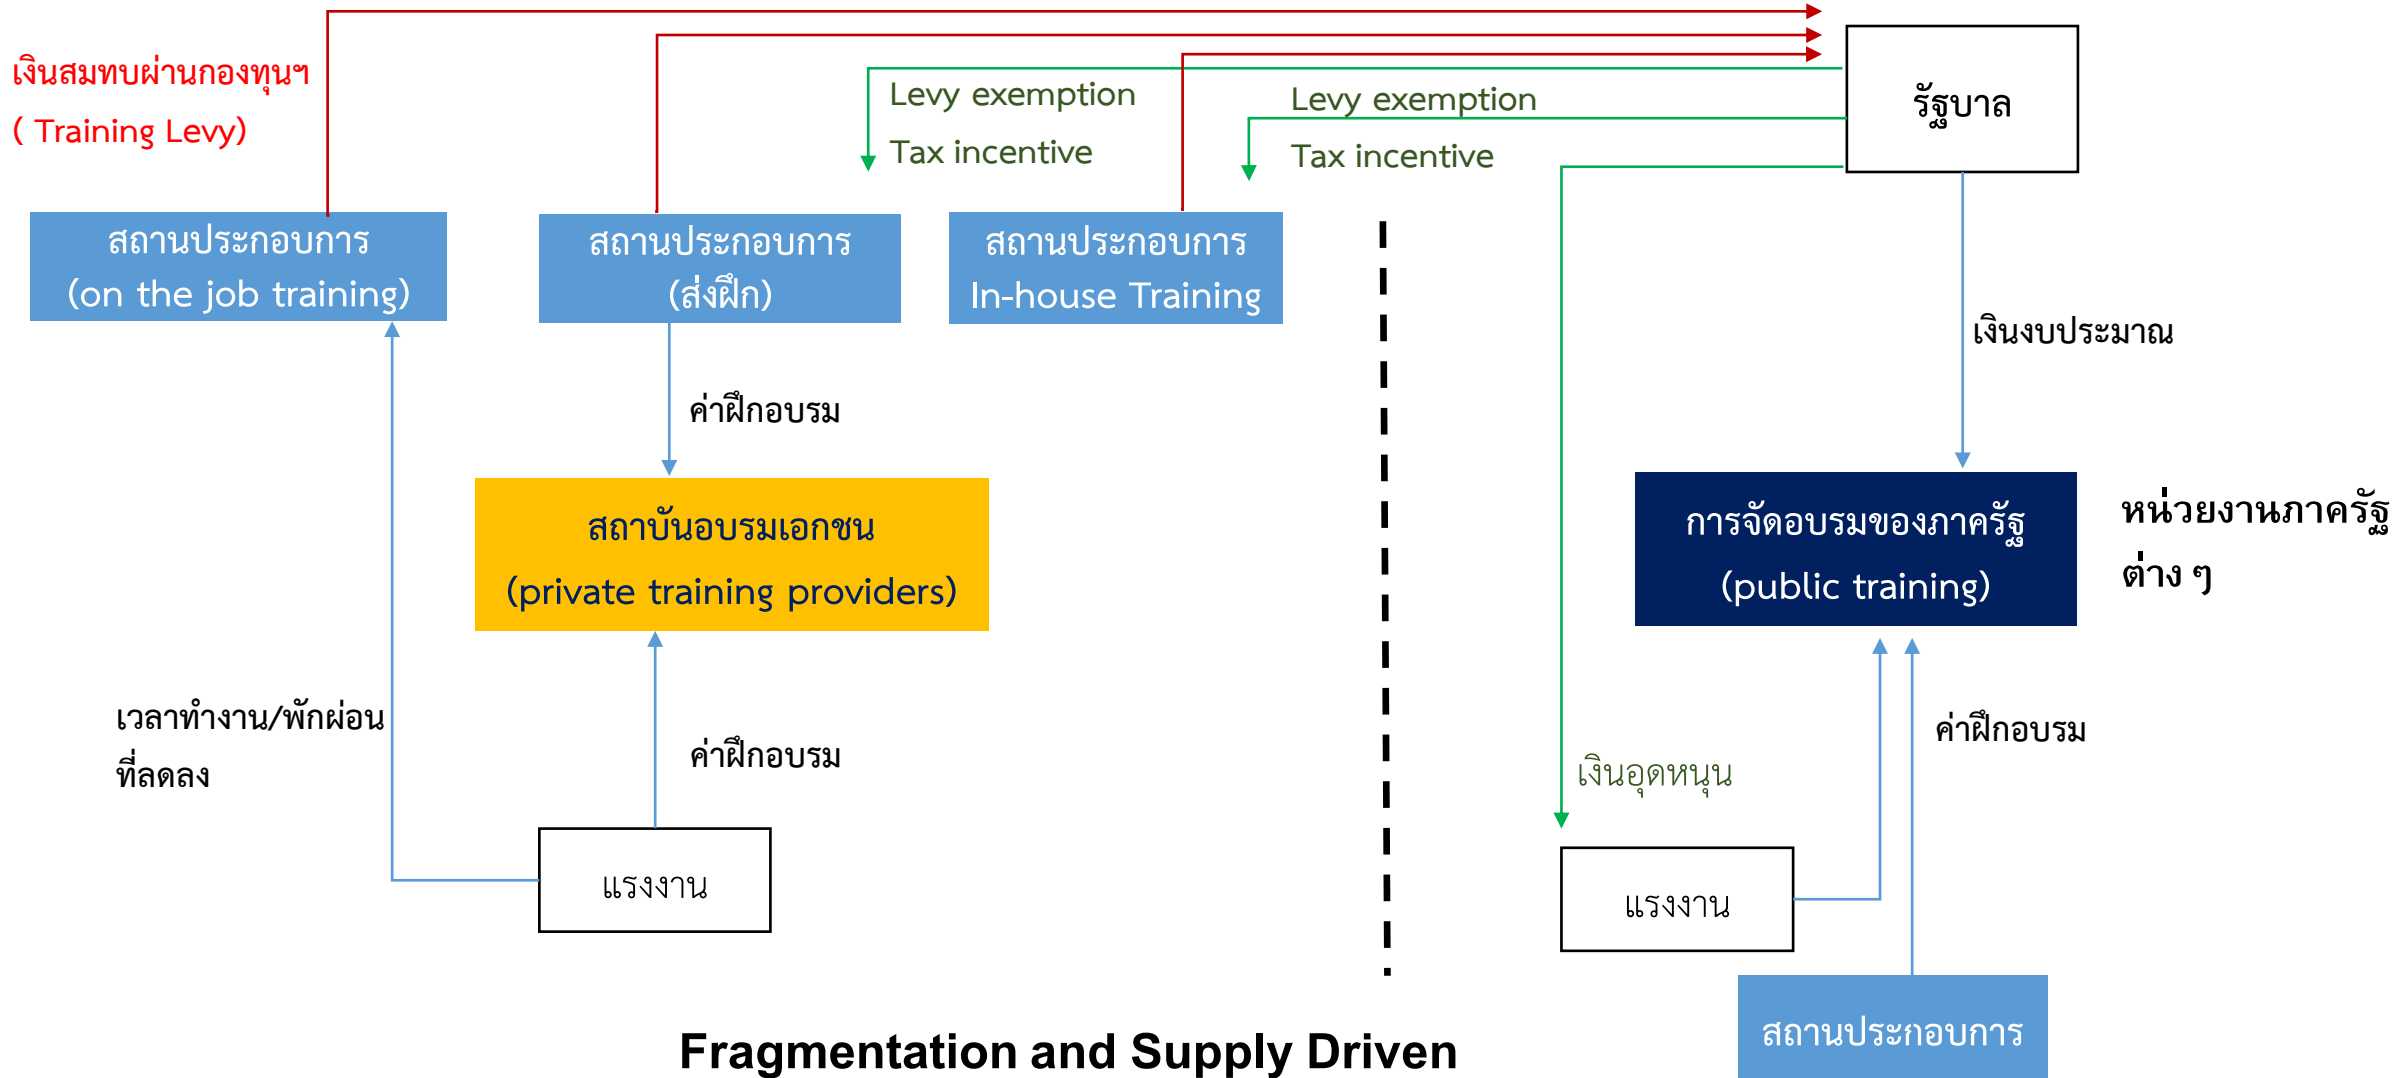 เงินสมทบผ่านกองทุนฯ
( Training Levy)
Levy exemption
Tax incentive
Levy exemption
Tax incentive
รัฐบาล
สถานประกอบการ
(on the job training)
สถานประกอบการ
(ส่งฝึก)
สถานประกอบการ
In-house Training
เงินงบประมาณ
ค่าฝึกอบรม
สถาบันอบรมเอกชน
(private training providers)
การจัดอบรมของภาครัฐ
(public training)
หน่วยงานภาครัฐ
ต่าง ๆ
เวลาทำงาน/พักผ่อน
ที่ลดลง
ค่าฝึกอบรม
ค่าฝึกอบรม
เงินอุดหนุน
แรงงาน
แรงงาน
สถานประกอบการ
Fragmentation and Supply Driven